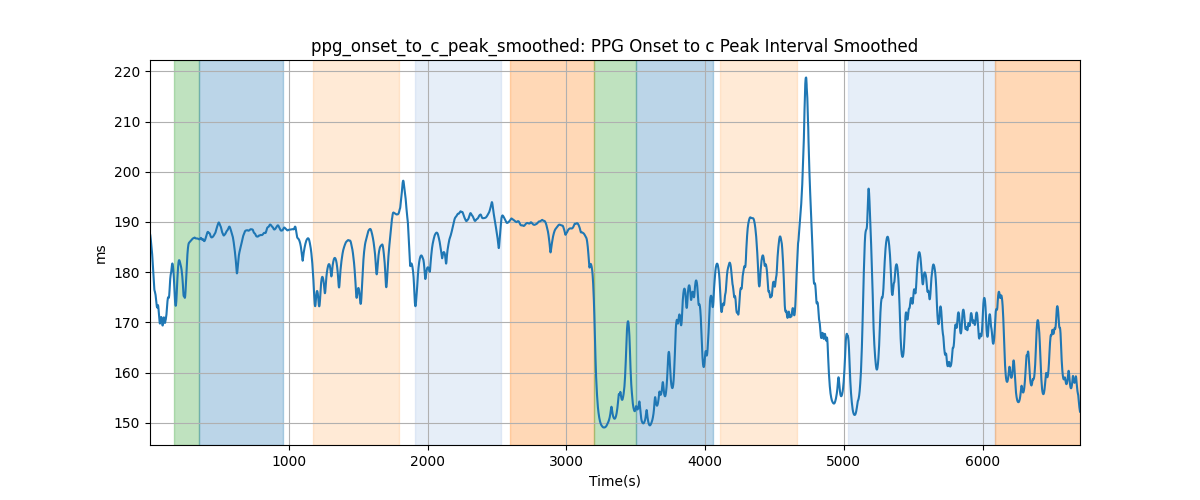 ppg_onset_to_c_peak_smoothed: PPG Onset to c Peak Interval Smoothed
220
210
200
190
180
170
160
150
ms
1000 2000 3000 4000 5000 6000
Time(s)